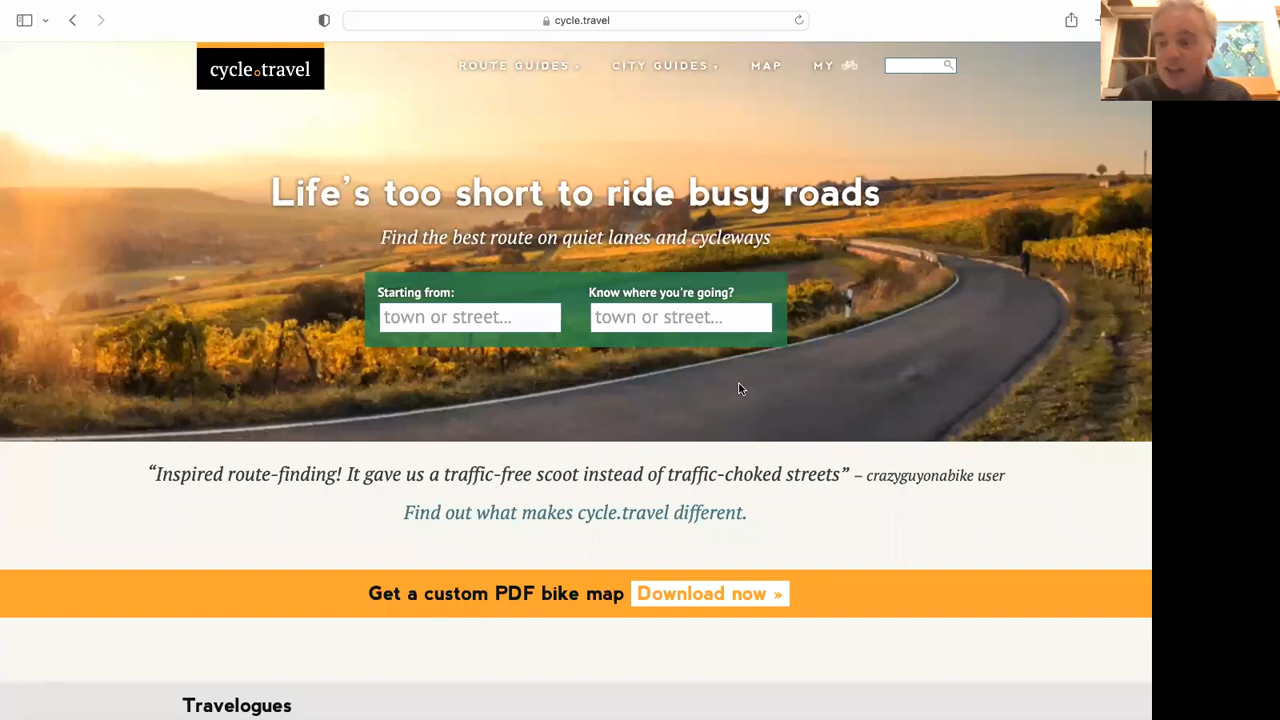 cycle.travel
cycle.travel
ROUTE GUIDES
CITY GUIDES
MAP
MY
Life's too short to ride busy roads
Find the best route on quiet lanes and cycleways
Starting from:
Know where you're going?
town or street...
town or street...
“Inspired route-finding! It gave us a traffic-free scoot instead of traffic-choked streets” – crazyguyonabike user
Find out what makes cycle.travel different.
Get a custom PDF bike map Download now »
Travelogues